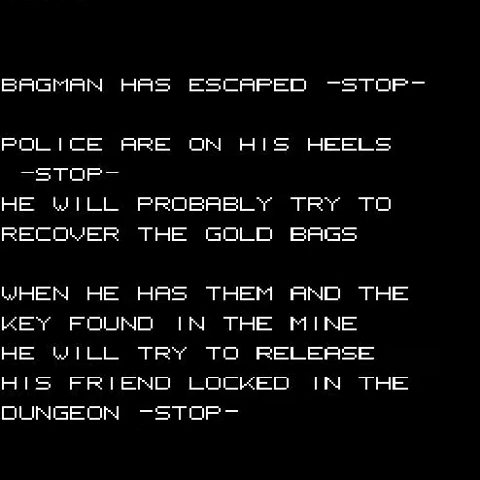 BAGMAN HAS ESCAPED -STOP-
POLICE ARE ON HIS HEELS
-STOP-
HE WILL PROBABLY TRY TO
RECOVER THE GOLD BAGS
WHEN HE HAS THEM AND THE
KEY FOUND IN THE MINE
HE WILL TRY TO RELEASE
HIS FRIEND LOCKED IN THE
DUNGEON -STOP-